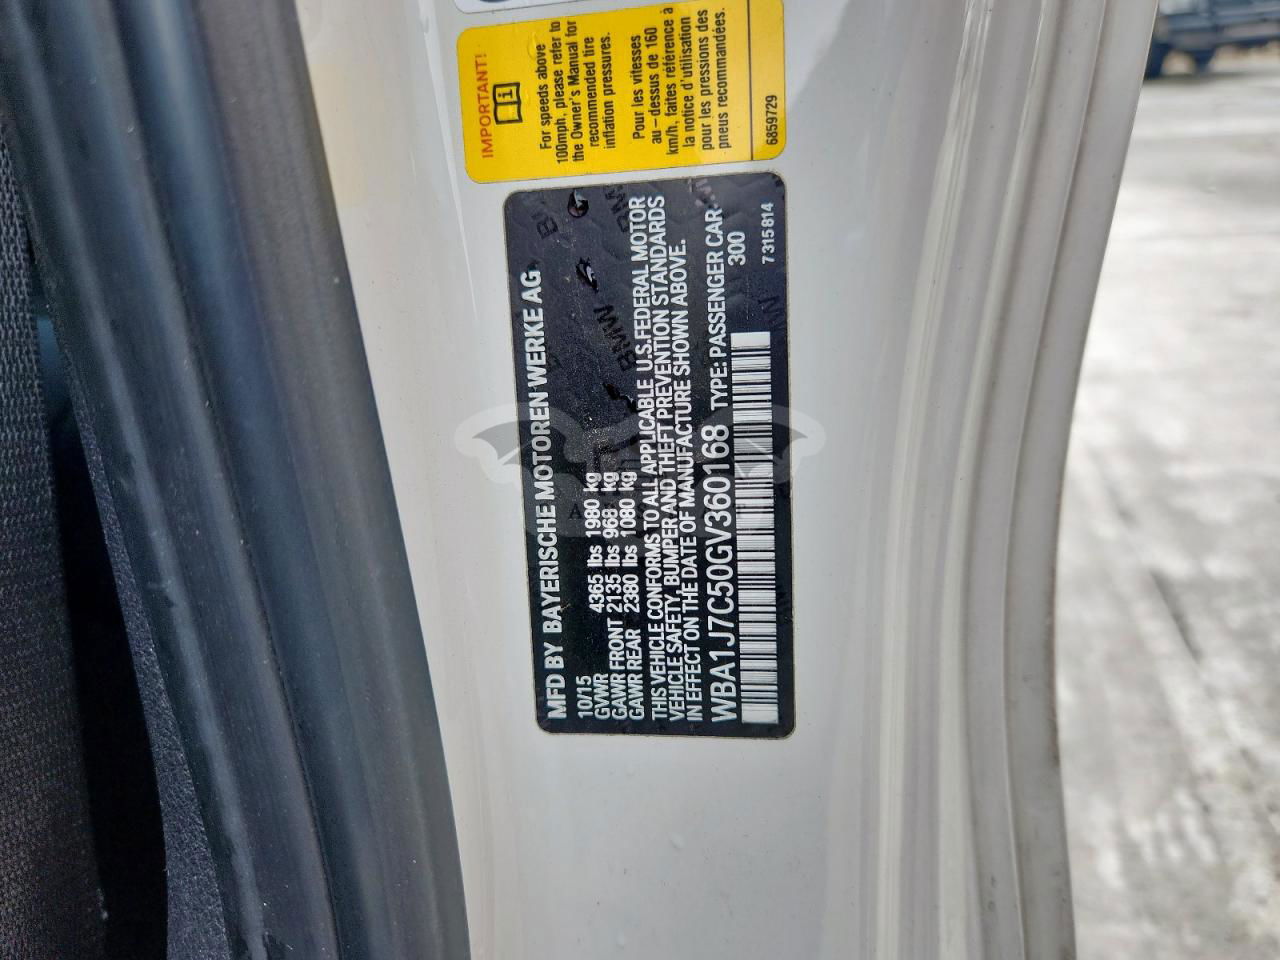 IMPORTANT!
For speeds above
100mph, please refer to
the Owner's Manual for
recommended tire
inflation pressures.
Pour les vitesses
au-dessus de 160
km/h, faites référence à
la notice d'utilisation
pour les pressions des
pneus recommandées.
6859729
MFD BY BAYERISCHE MOTOREN WERKE AG
10/15
GVWR 4365 lbs 1980 kg
GAWR FRONT 2135 lbs 968 kg
GAWR REAR 2380 lbs 1080 kg
THIS VEHICLE CONFORMS TO ALL APPLICABLE U.S.FEDERAL MOTOR
VEHICLE SAFETY, BUMPER AND THEFT PREVENTION STANDARDS
IN EFFECT ON THE DATE OF MANUFACTURE SHOWN ABOVE.
WBA1J7C50GV360168 TYPE: PASSENGER CAR
300
7315814
BMW